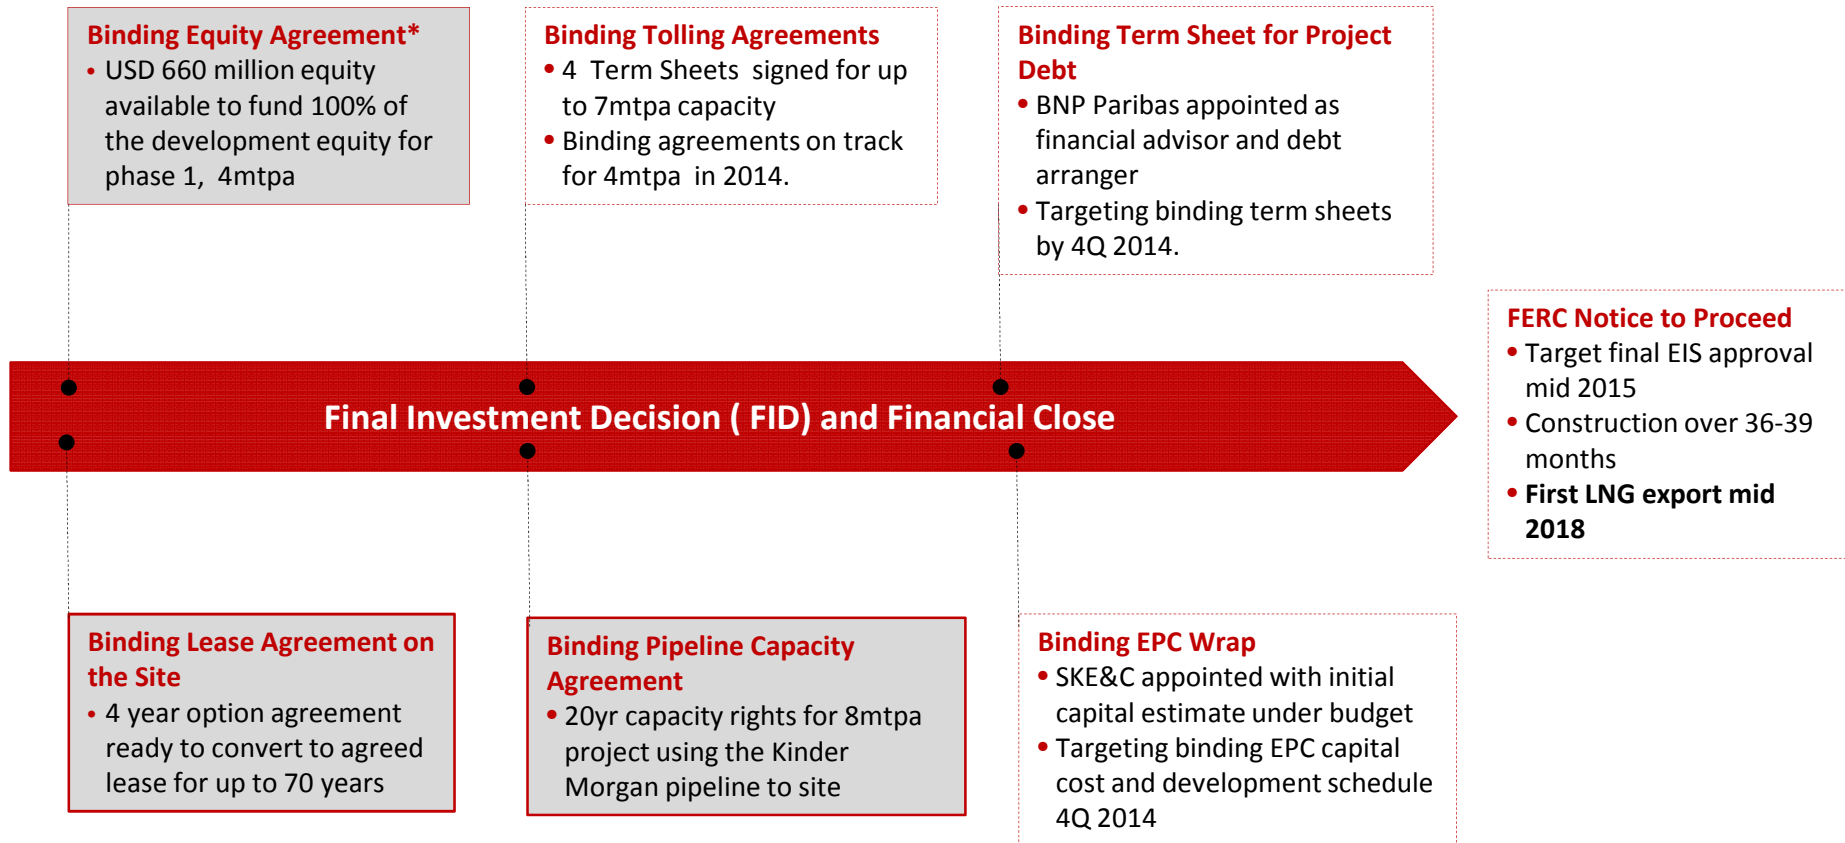 Binding Equity Agreement*
• USD 660 million equity
available to fund 100% of
the development equity for
phase 1, 4mtpa
Binding Tolling Agreements
• 4 Term Sheets signed for up
to 7mtpa capacity
• Binding agreements on track
for 4mtpa in 2014.
Binding Term Sheet for Project
Debt
• BNP Paribas appointed as
financial advisor and debt
arranger
• Targeting binding term sheets
by 4Q 2014.
FERC Notice to Proceed
• Target final EIS approval
mid 2015
• Construction over 36-39
months
• First LNG export mid
2018
Final Investment Decision ( FID) and Financial Close
Binding Lease Agreement on
the Site
• 4 year option agreement
ready to convert to agreed
lease for up to 70 years
Binding Pipeline Capacity
Agreement
• 20yr capacity rights for 8mtpa
project using the Kinder
Morgan pipeline to site
Binding EPC Wrap
• SKE&C appointed with initial
capital estimate under budget
• Targeting binding EPC capital
cost and development schedule
4Q 2014